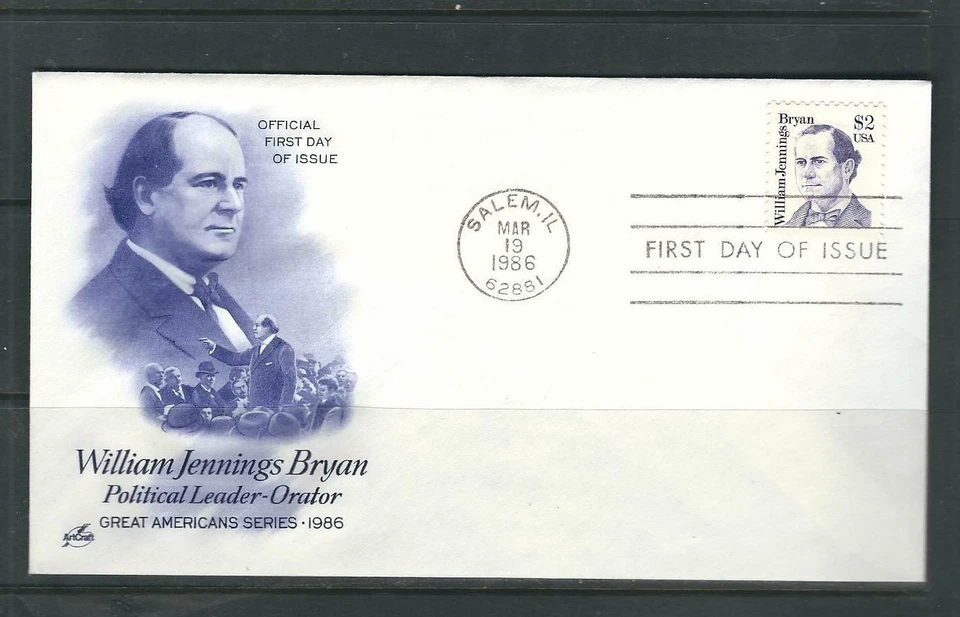 OFFICIAL
FIRST DAY
OF ISSUE
SALEM, IL
MAR
19
1986
62881
William Jennings Bryan
$2
USA
FIRST DAY OF ISSUE
William Jennings Bryan
Political Leader-Orator
GREAT AMERICANS SERIES • 1986
ArtCraft